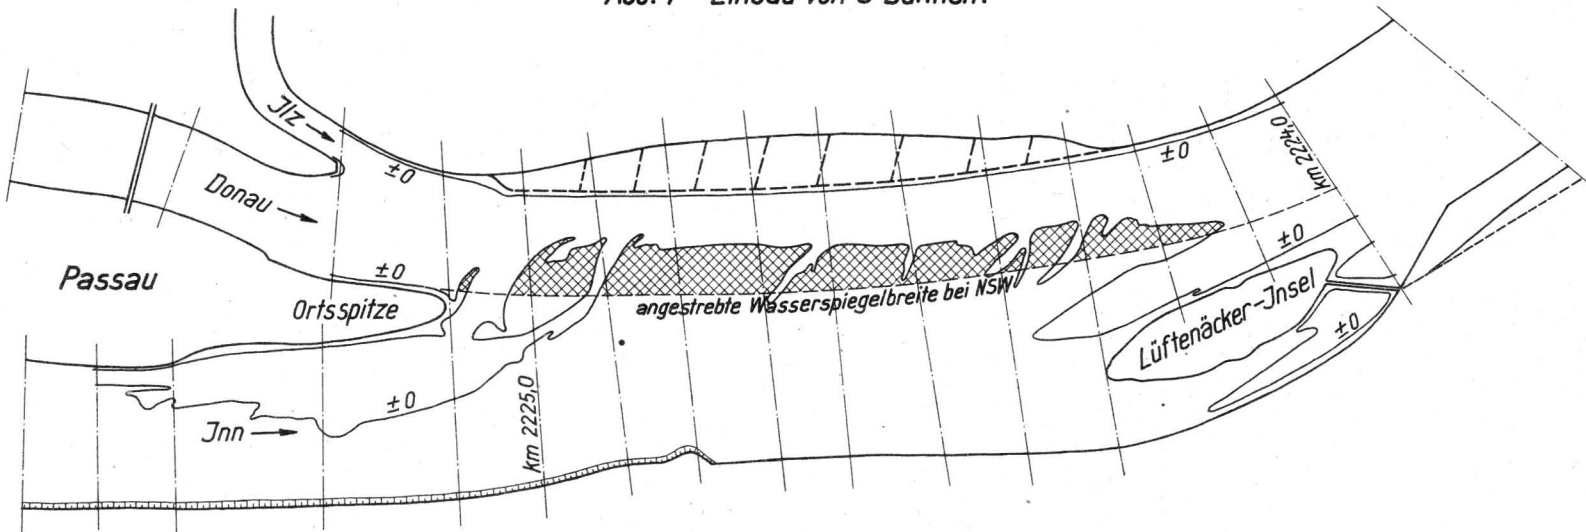 Ilz
±0
±0
km 2224,0
Donau
±0
Passau
±0
Ortsspitze
angestrebte Wasserspiegelbreite bei NSW
Lüftenäcker-Jnsel
±0
±0
Jnn
km 2225,0